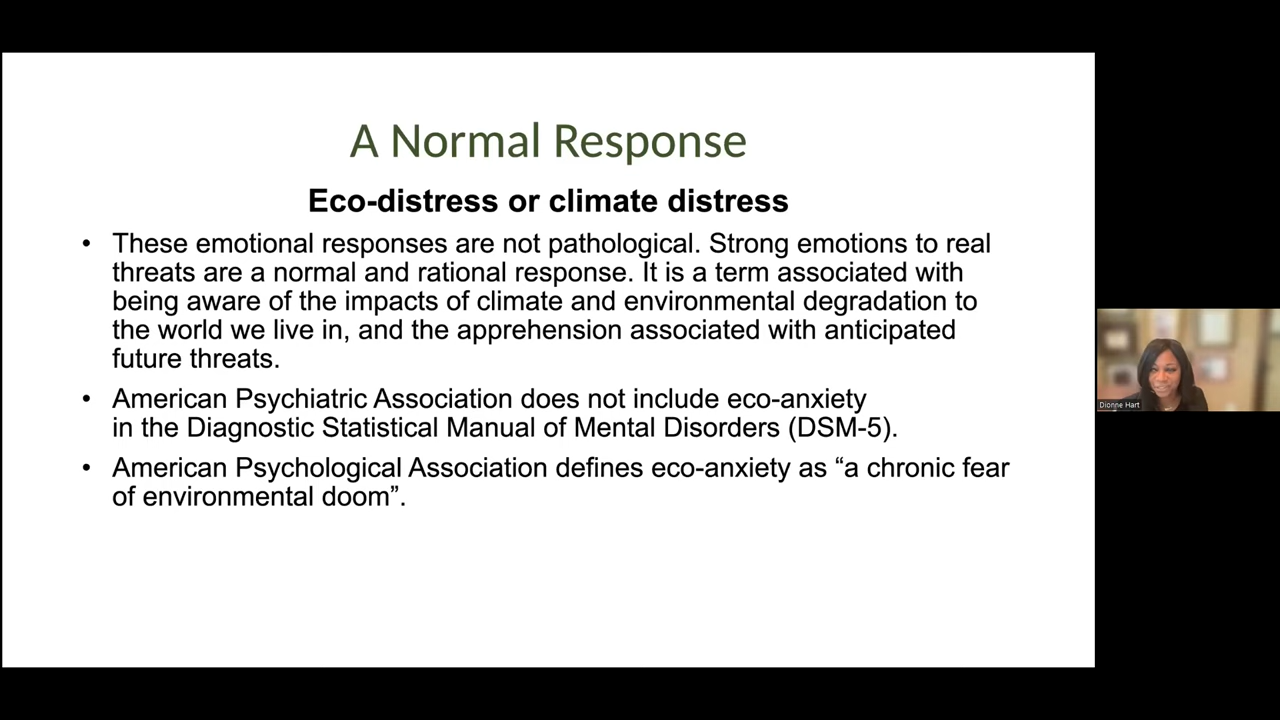 A Normal Response
Eco-distress or climate distress
• These emotional responses are not pathological. Strong emotions to real
threats are a normal and rational response. It is a term associated with
being aware of the impacts of climate and environmental degradation to
the world we live in, and the apprehension associated with anticipated
future threats.
• American Psychiatric Association does not include eco-anxiety
in the Diagnostic Statistical Manual of Mental Disorders (DSM-5).
• American Psychological Association defines eco-anxiety as “a chronic fear
of environmental doom”.
Dionne Hart